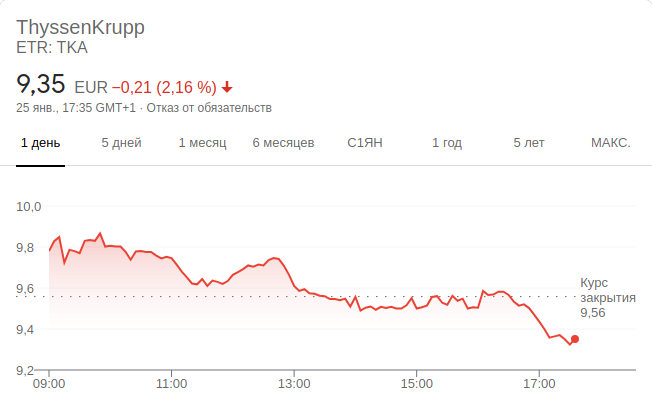 ThyssenKrupp
ETR: TKA
9,35 EUR −0,21 (2,16 %)
25 янв., 17:35 GMT+1 · Отказ от обязательств
1 день 5 дней 1 месяц 6 месяцев С1ЯН 1 год 5 лет МАКС.
10,0
9,8
9,6
9,4
9,2
Курс
закрытия
9,56
09:00 11:00 13:00 15:00 17:00